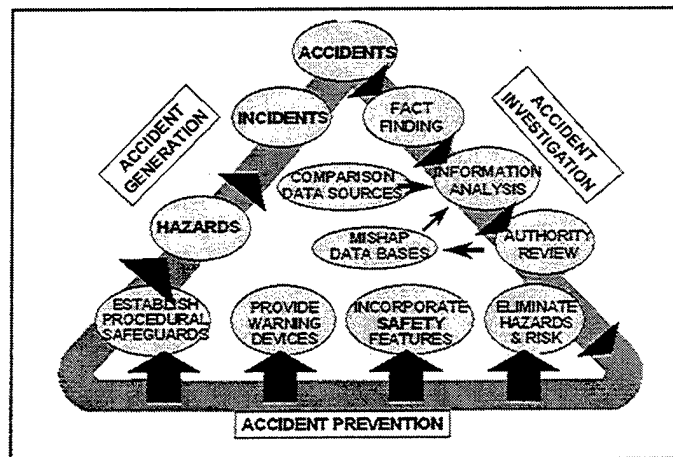 ACCIDENTS
INCIDENTS
FACT
FINDING
ACCIDENT
GENERATION
ACCIDENT
INVESTIGATION
COMPARISON
DATA SOURCES
INFORMATION
ANALYSIS
HAZARDS
MISHAP
DATA BASES
AUTHORITY
REVIEW
ESTABLISH
PROCEDURAL
SAFEGUARDS
PROVIDE
WARNING
DEVICES
INCORPORATE
SAFETY
FEATURES
ELIMINATE
HAZARDS
& RISK
ACCIDENT PREVENTION